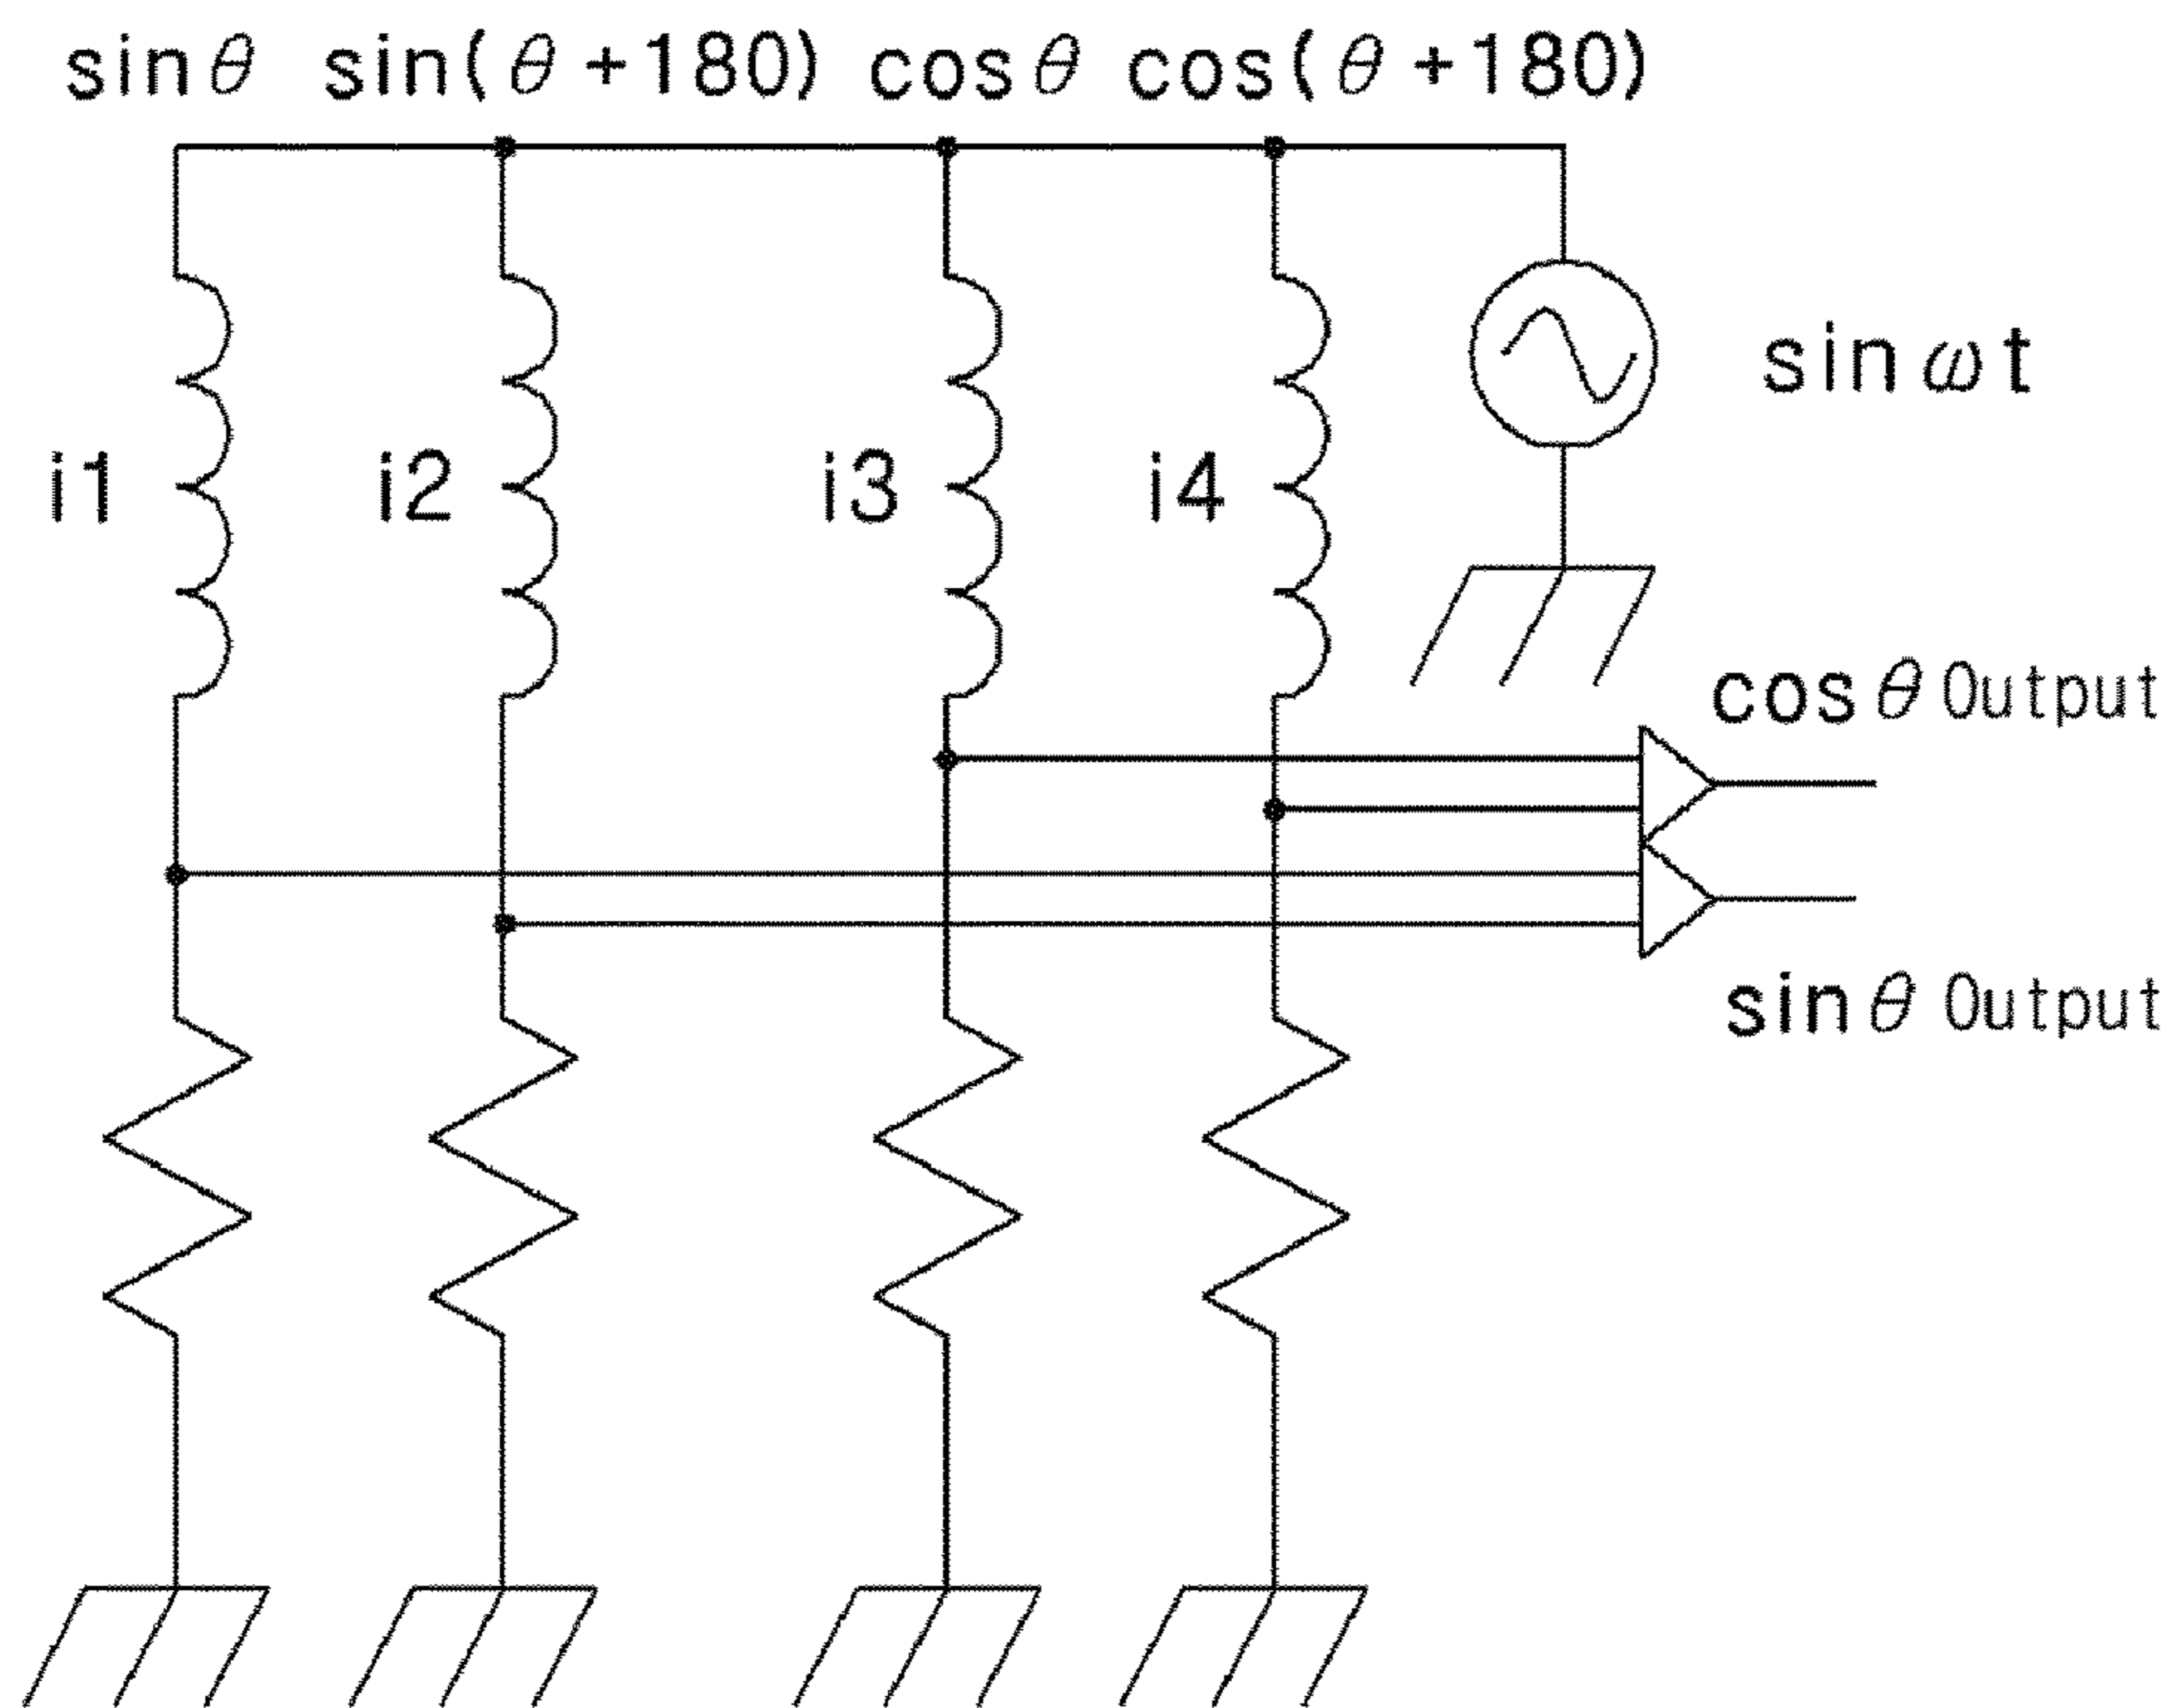 sinθ sin(θ+180) cosθ cos(θ+180)
sinωt
i1 i2 i3 i4
cosθ Output
sinθ Output